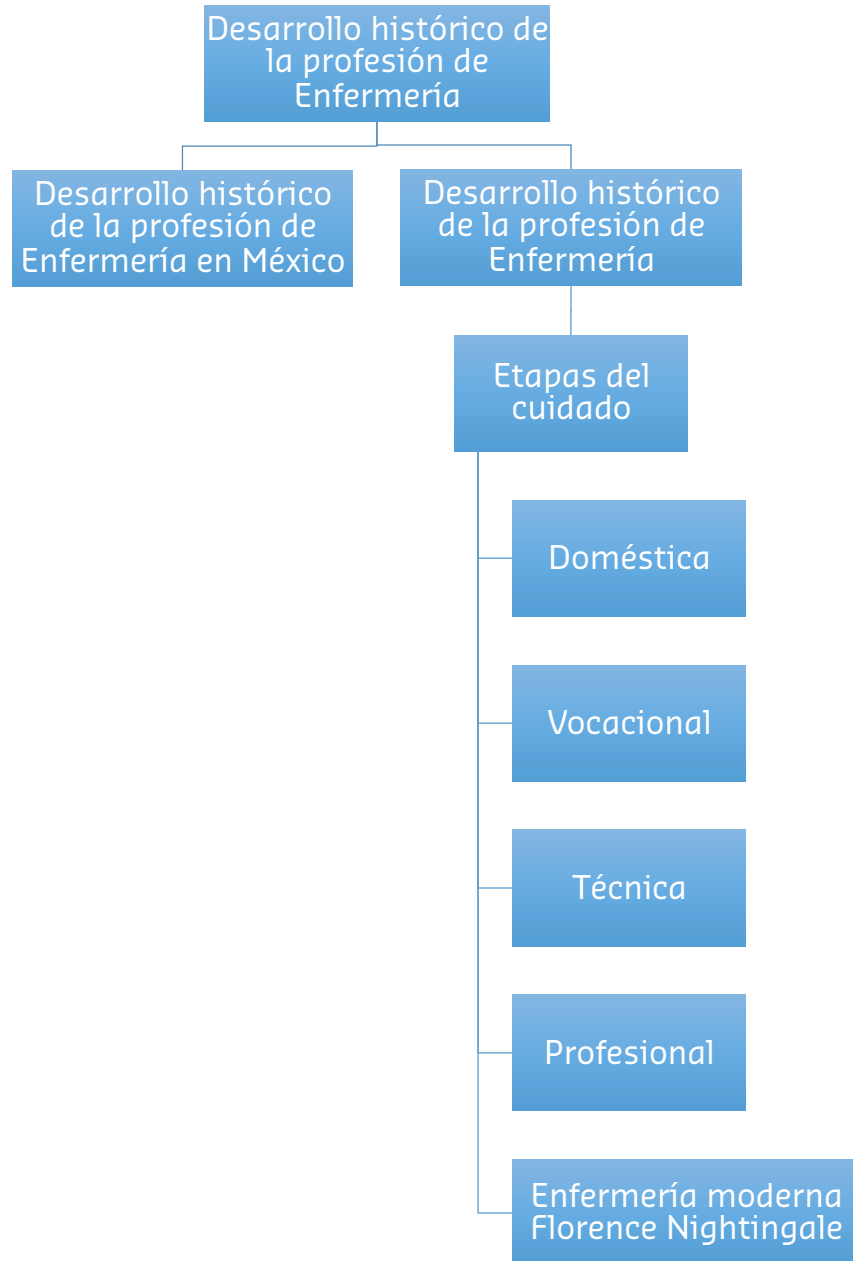 Desarrollo histórico de
la profesión de
Enfermería
Desarrollo histórico
de la profesión de
Enfermería en México
Desarrollo histórico
de la profesión de
Enfermería
Etapas del
cuidado
Doméstica
Vocacional
Técnica
Profesional
Enfermería moderna
Florence Nightingale